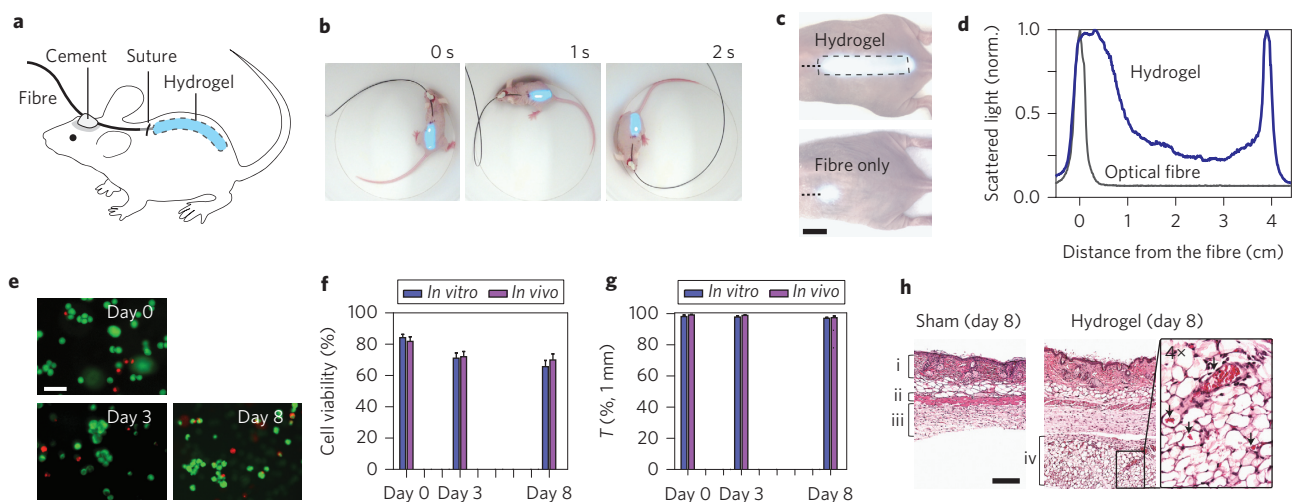 a
Cement
Suture
Hydrogel
Fibre
b
0 s
1 s
2 s
c
Hydrogel
Fibre only
d
Scattered light (norm.)
1.0
0.5
0.0
Hydrogel
Optical fibre
0 1 2 3 4
Distance from the fibre (cm)
e
Day 0
Day 3
Day 8
f
In vitro In vivo
Cell viability (%)
100
80
60
40
20
0
Day 0 Day 3 Day 8
g
In vitro In vivo
T (%, 1 mm)
100
80
60
40
20
0
Day 0 Day 3 Day 8
h
Sham (day 8) Hydrogel (day 8)
i
ii
iii
iv
4×